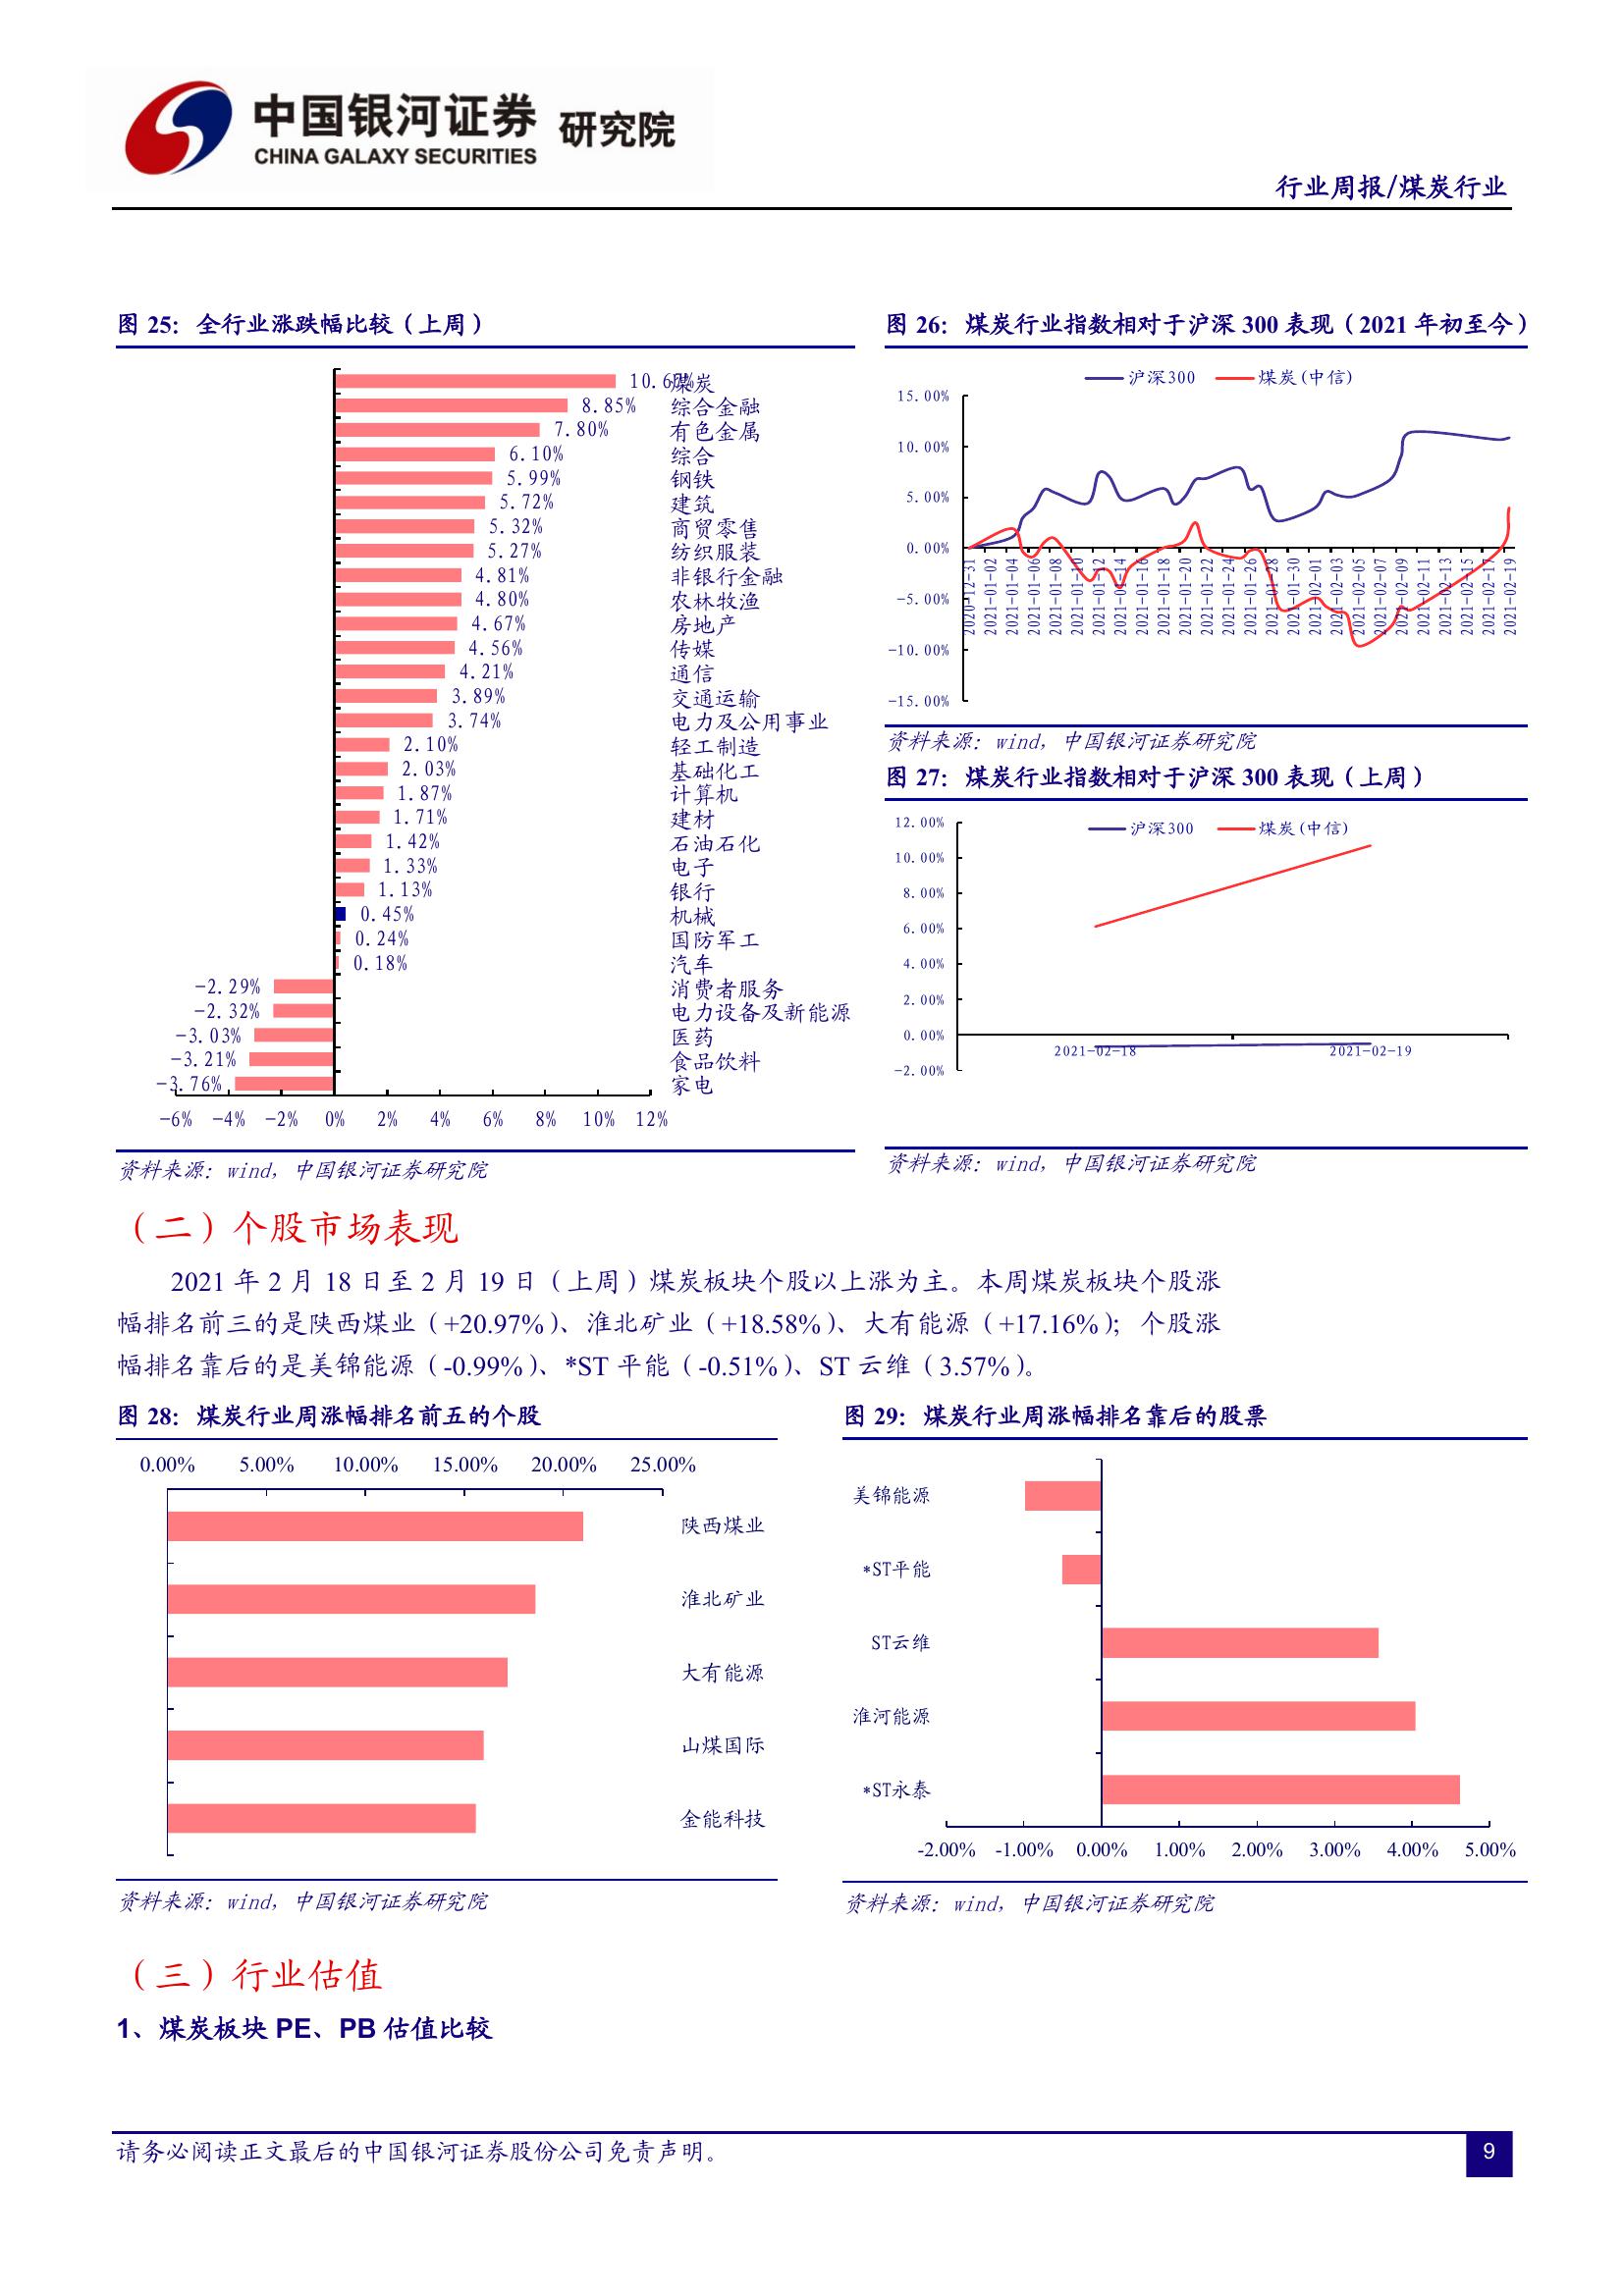 中国银河证券 研究院
CHINA GALAXY SECURITIES
行业周报/煤炭行业
图 25：全行业涨跌幅比较（上周）
煤炭
8.85% 综合金融
7.80% 有色金属
6.10% 综合
5.99% 钢铁
5.72% 建筑
5.32% 商贸零售
5.27% 纺织服装
4.81% 非银行金融
4.80% 农林牧渔
4.67% 房地产
4.56% 传媒
4.21% 通信
3.89% 交通运输
3.74% 电力及公用事业
2.10% 轻工制造
2.03% 基础化工
1.87% 计算机
1.71% 建材
1.42% 石油石化
1.33% 电子
1.13% 银行
0.45% 机械
0.24% 国防军工
0.18% 汽车
-2.29% 消费者服务
-2.32% 电力设备及新能源
-3.03% 医药
-3.21% 食品饮料
-3.76% 家电
-6% -4% -2% 0% 2% 4% 6% 8% 10% 12%
资料来源：wind，中国银河证券研究院
图 26：煤炭行业指数相对于沪深 300 表现（2021 年初至今）
沪深300 煤炭(中信)
15.00%
10.00%
5.00%
0.00%
-5.00%
-10.00%
-15.00%
2020-12-31
2021-01-02
2021-01-04
2021-01-06
2021-01-08
2021-01-10
2021-01-12
2021-01-14
2021-01-16
2021-01-18
2021-01-20
2021-01-22
2021-01-24
2021-01-26
2021-01-28
2021-01-30
2021-02-01
2021-02-03
2021-02-05
2021-02-07
2021-02-09
2021-02-11
2021-02-13
2021-02-15
2021-02-17
2021-02-19
资料来源：wind，中国银河证券研究院
图 27：煤炭行业指数相对于沪深 300 表现（上周）
沪深300 煤炭(中信)
12.00%
10.00%
8.00%
6.00%
4.00%
2.00%
0.00%
-2.00%
2021-02-18 2021-02-19
资料来源：wind，中国银河证券研究院
（二）个股市场表现
2021 年 2 月 18 日至 2 月 19 日（上周）煤炭板块个股以上涨为主。本周煤炭板块个股涨
幅排名前三的是陕西煤业（+20.97%）、淮北矿业（+18.58%）、大有能源（+17.16%）；个股涨
幅排名靠后的是美锦能源（-0.99%）、*ST 平能（-0.51%）、ST 云维（3.57%）。
图 28：煤炭行业周涨幅排名前五的个股
0.00% 5.00% 10.00% 15.00% 20.00% 25.00%
陕西煤业
淮北矿业
大有能源
山煤国际
金能科技
资料来源：wind，中国银河证券研究院
图 29：煤炭行业周涨幅排名靠后的股票
美锦能源
*ST平能
ST云维
淮河能源
*ST永泰
-2.00% -1.00% 0.00% 1.00% 2.00% 3.00% 4.00% 5.00%
资料来源：wind，中国银河证券研究院
（三）行业估值
1、煤炭板块 PE、PB 估值比较
请务必阅读正文最后的中国银河证券股份公司免责声明。
9